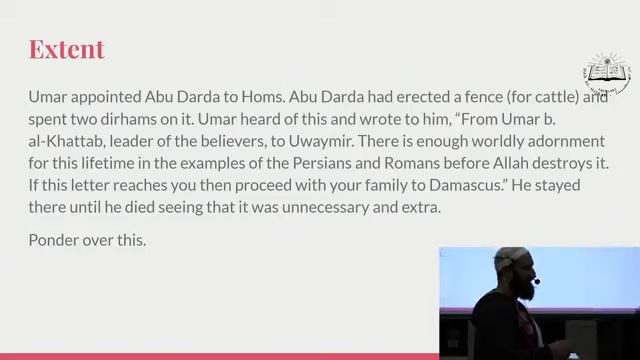 Extent
Umar appointed Abu Darda to Homs. Abu Darda had erected a fence (for cattle) and
spent two dirhams on it. Umar heard of this and wrote to him, “From Umar b.
al-Khattab, leader of the believers, to Uwaymir. There is enough worldly adornment
for this lifetime in the examples of the Persians and Romans before Allah destroys it.
If this letter reaches you then proceed with your family to Damascus.” He stayed
there until he died seeing that it was unnecessary and extra.
Ponder over this.